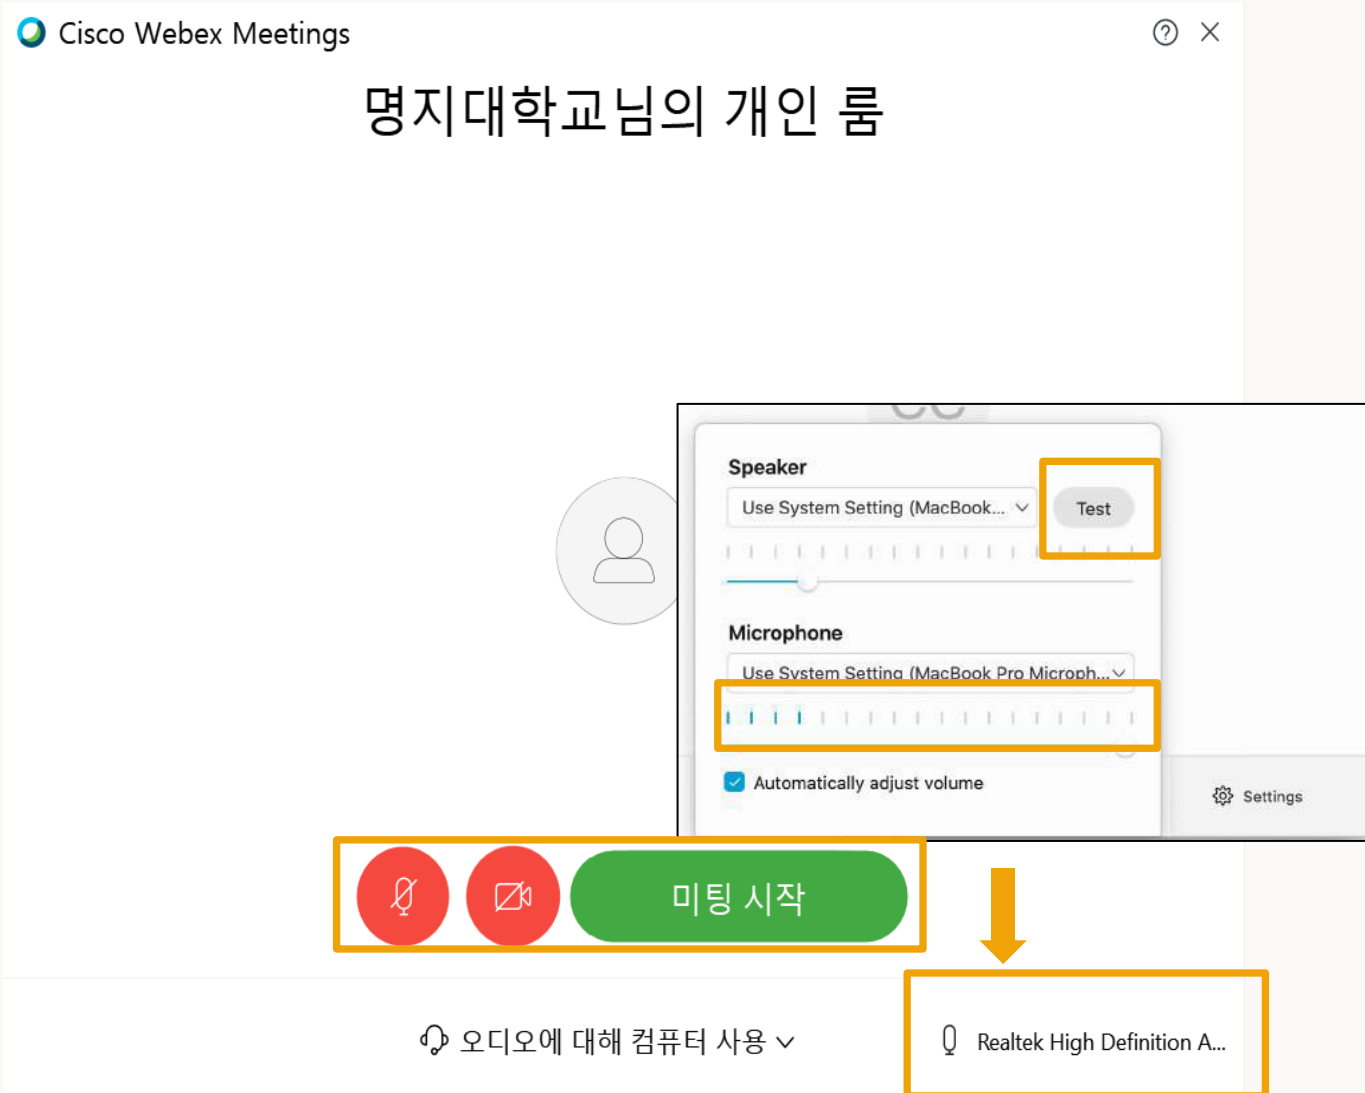 Cisco Webex Meetings
명지대학교님의 개인 룸
Speaker
Use System Setting (MacBook...
Test
Microphone
Use System Setting (MacBook Pro Microph...
Automatically adjust volume
Settings
미팅 시작
오디오에 대해 컴퓨터 사용
Realtek High Definition A...